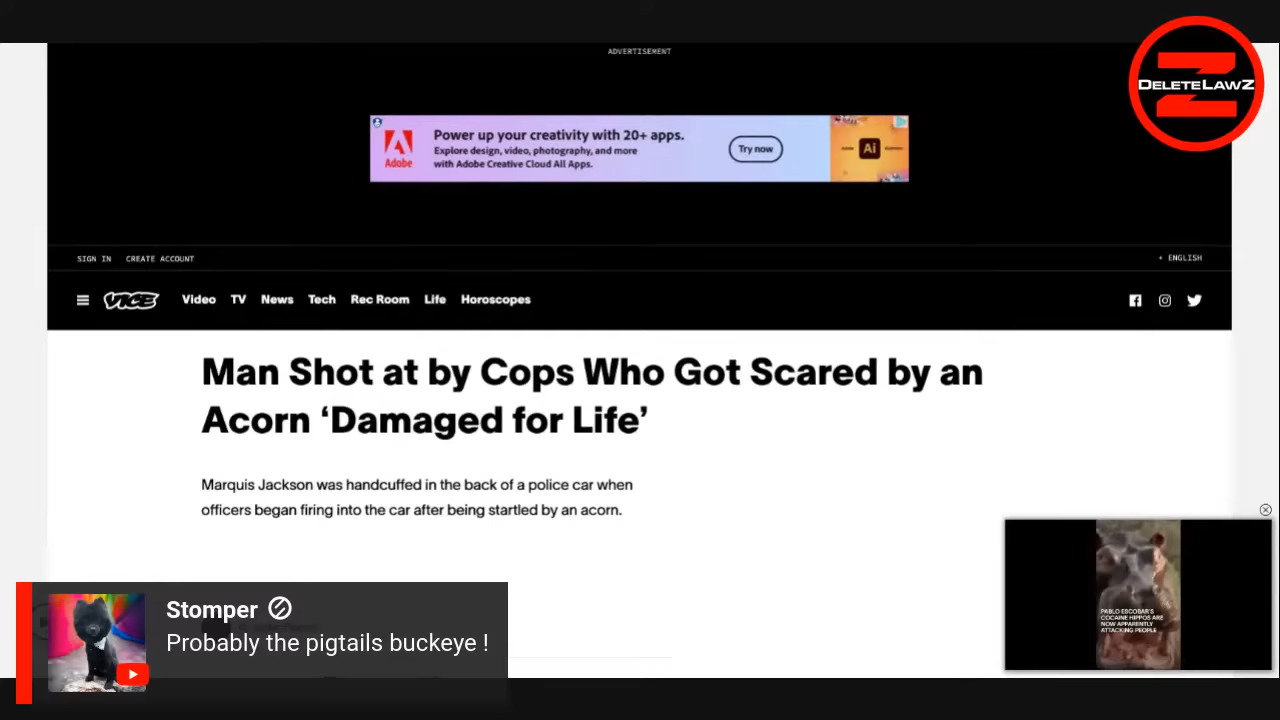 ADVERTISEMENT
DELETELAWZ
Adobe
Power up your creativity with 20+ apps.
Explore design, video, photography, and more
with Adobe Creative Cloud All Apps.
Try now
Ai
SIGN IN CREATE ACCOUNT
+ ENGLISH
VICE Video TV News Tech Rec Room Life Horoscopes
Man Shot at by Cops Who Got Scared by an
Acorn ‘Damaged for Life’
Marquis Jackson was handcuffed in the back of a police car when
officers began firing into the car after being startled by an acorn.
PABLO ESCOBAR'S
COCAINE HIPPOS ARE
NOW APPARENTLY
ATTACKING PEOPLE
Stomper
Probably the pigtails buckeye !